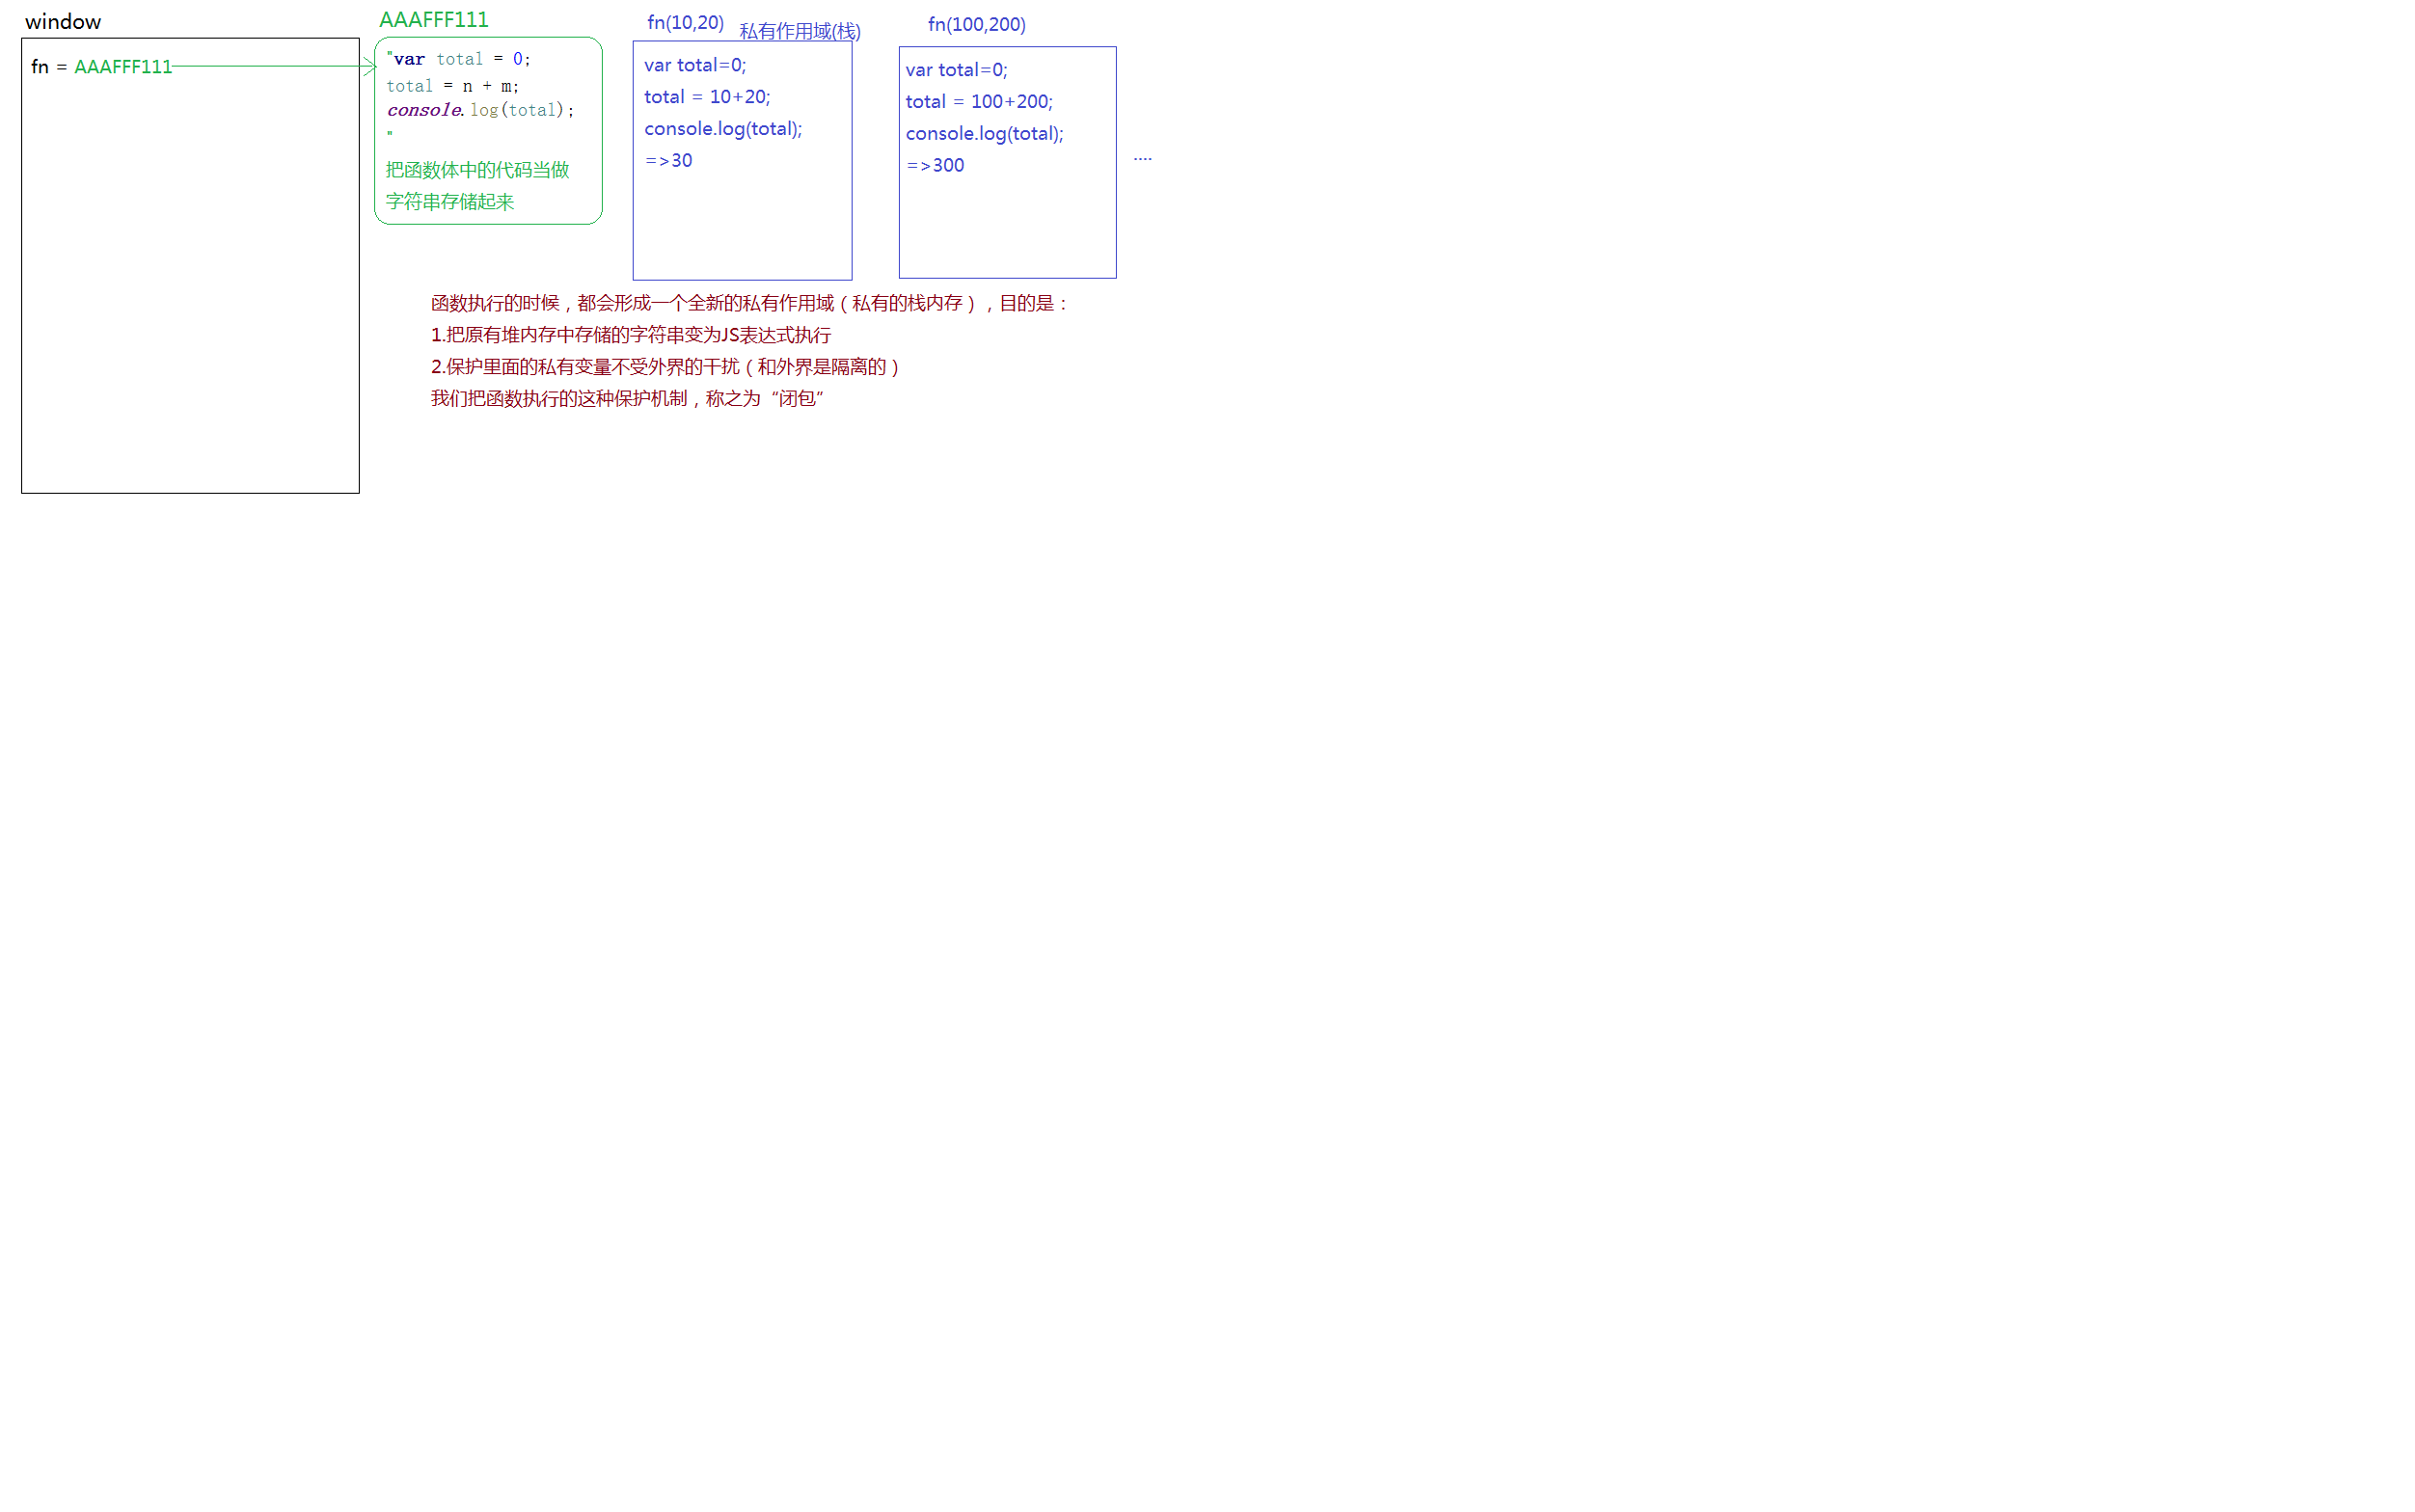 window
fn = AAAFFF111
AAAFFF111
"var total = 0;
total = n + m;
console.log(total);
"
把函数体中的代码当做
字符串存储起来
fn(10,20)
私有作用域(栈)
var total=0;
total = 10+20;
console.log(total);
=>30
fn(100,200)
var total=0;
total = 100+200;
console.log(total);
=>300
....
函数执行的时候，都会形成一个全新的私有作用域（私有的栈内存），目的是：
1.把原有堆内存中存储的字符串变为JS表达式执行
2.保护里面的私有变量不受外界的干扰（和外界是隔离的）
我们把函数执行的这种保护机制，称之为“闭包”